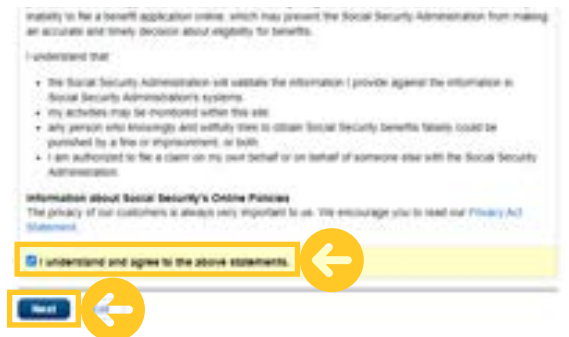 inability to file a benefit application online, which may prevent the Social Security Administration from making
an accurate and timely decision about eligibility for benefits.
I understand that
the Social Security Administration will validate the information I provide against the information in
Social Security Administration's systems.
my activities may be monitored within this site.
any person who knowingly and willfully tries to obtain Social Security benefits falsely could be
punished by a fine or imprisonment, or both.
I am authorized to file a claim on my own behalf or on behalf of someone else with the Social Security
Administration.
Information about Social Security's Online Policies
The privacy of our customers is always very important to us. We encourage you to read our Privacy Act
Statement.
I understand and agree to the above statements.
Next